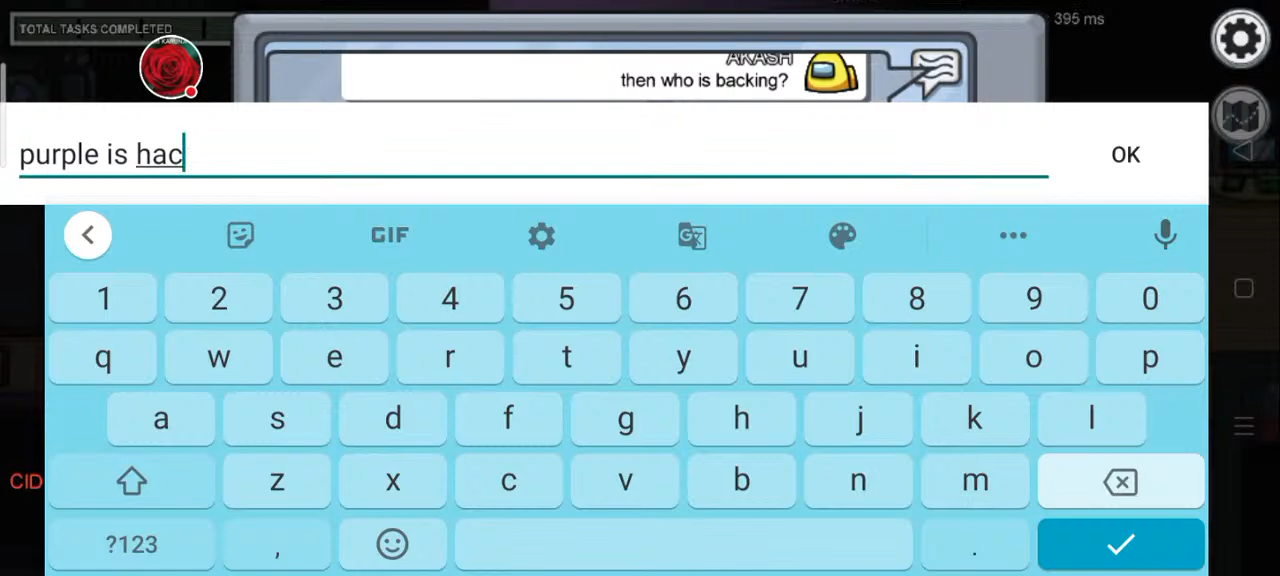 TOTAL TASKS COMPLETED
395 ms
AKASH
then who is backing?
purple is hac
OK
GIF
1 2 3 4 5 6 7 8 9 0
q w e r t y u i o p
a s d f g h j k l
CID
z x c v b n m
?123 , .